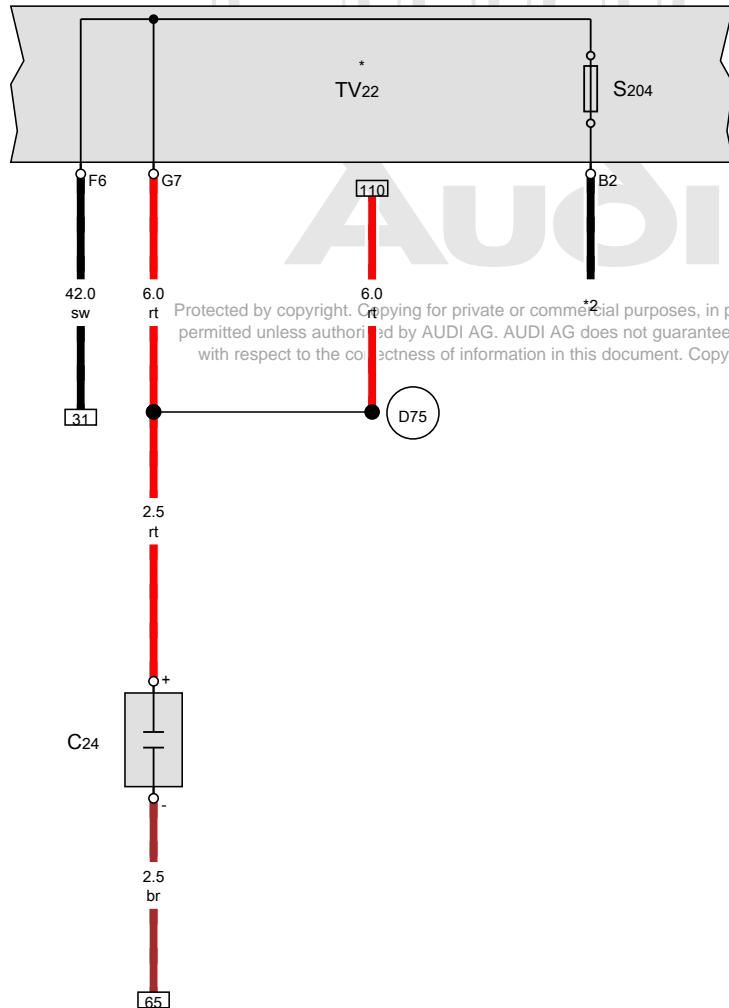 *
TV22
S204
F6
G7
110
B2
AUDI
42.0
sw
6.0
rt
6.0
rt
*2
Protected by copyright. Copying for private or commercial purposes, in p
permitted unless authorised by AUDI AG. AUDI AG does not guarantee
with respect to the correctness of information in this document. Copy
31
D75
2.5
rt
+
C24
-
2.5
br
65